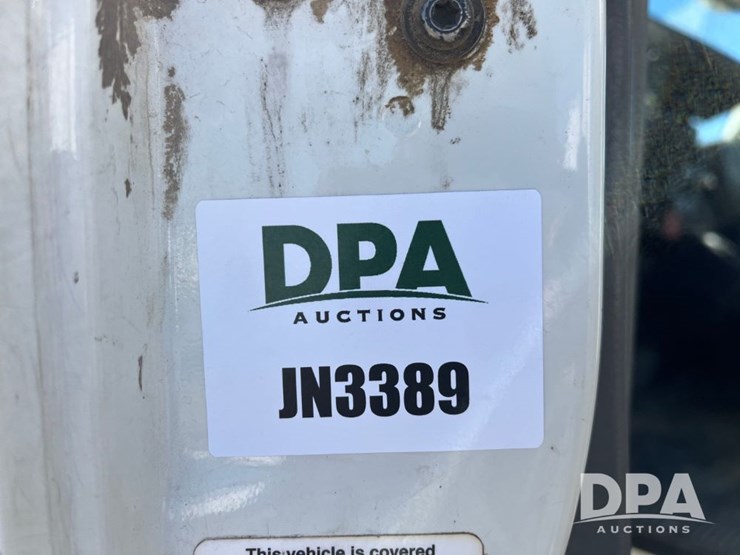 DPA
AUCTIONS
JN3389
This vehicle is covered
DPA
AUCTIONS